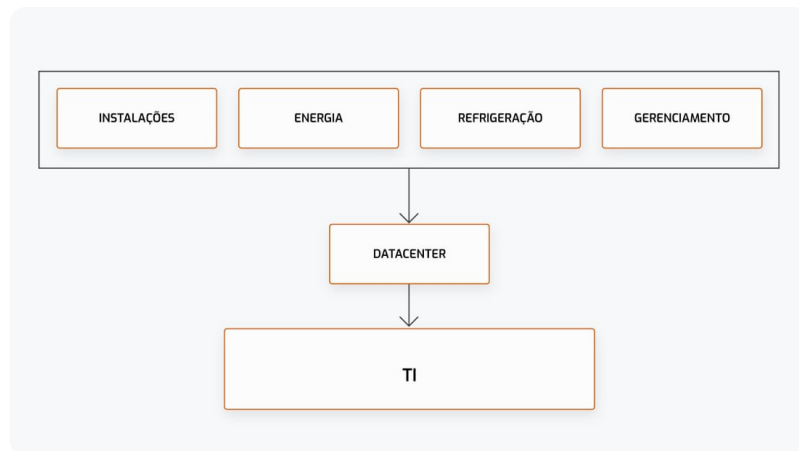 INSTALAÇÕES
ENERGIA
REFRIGERAÇÃO
GERENCIAMENTO
DATACENTER
TI